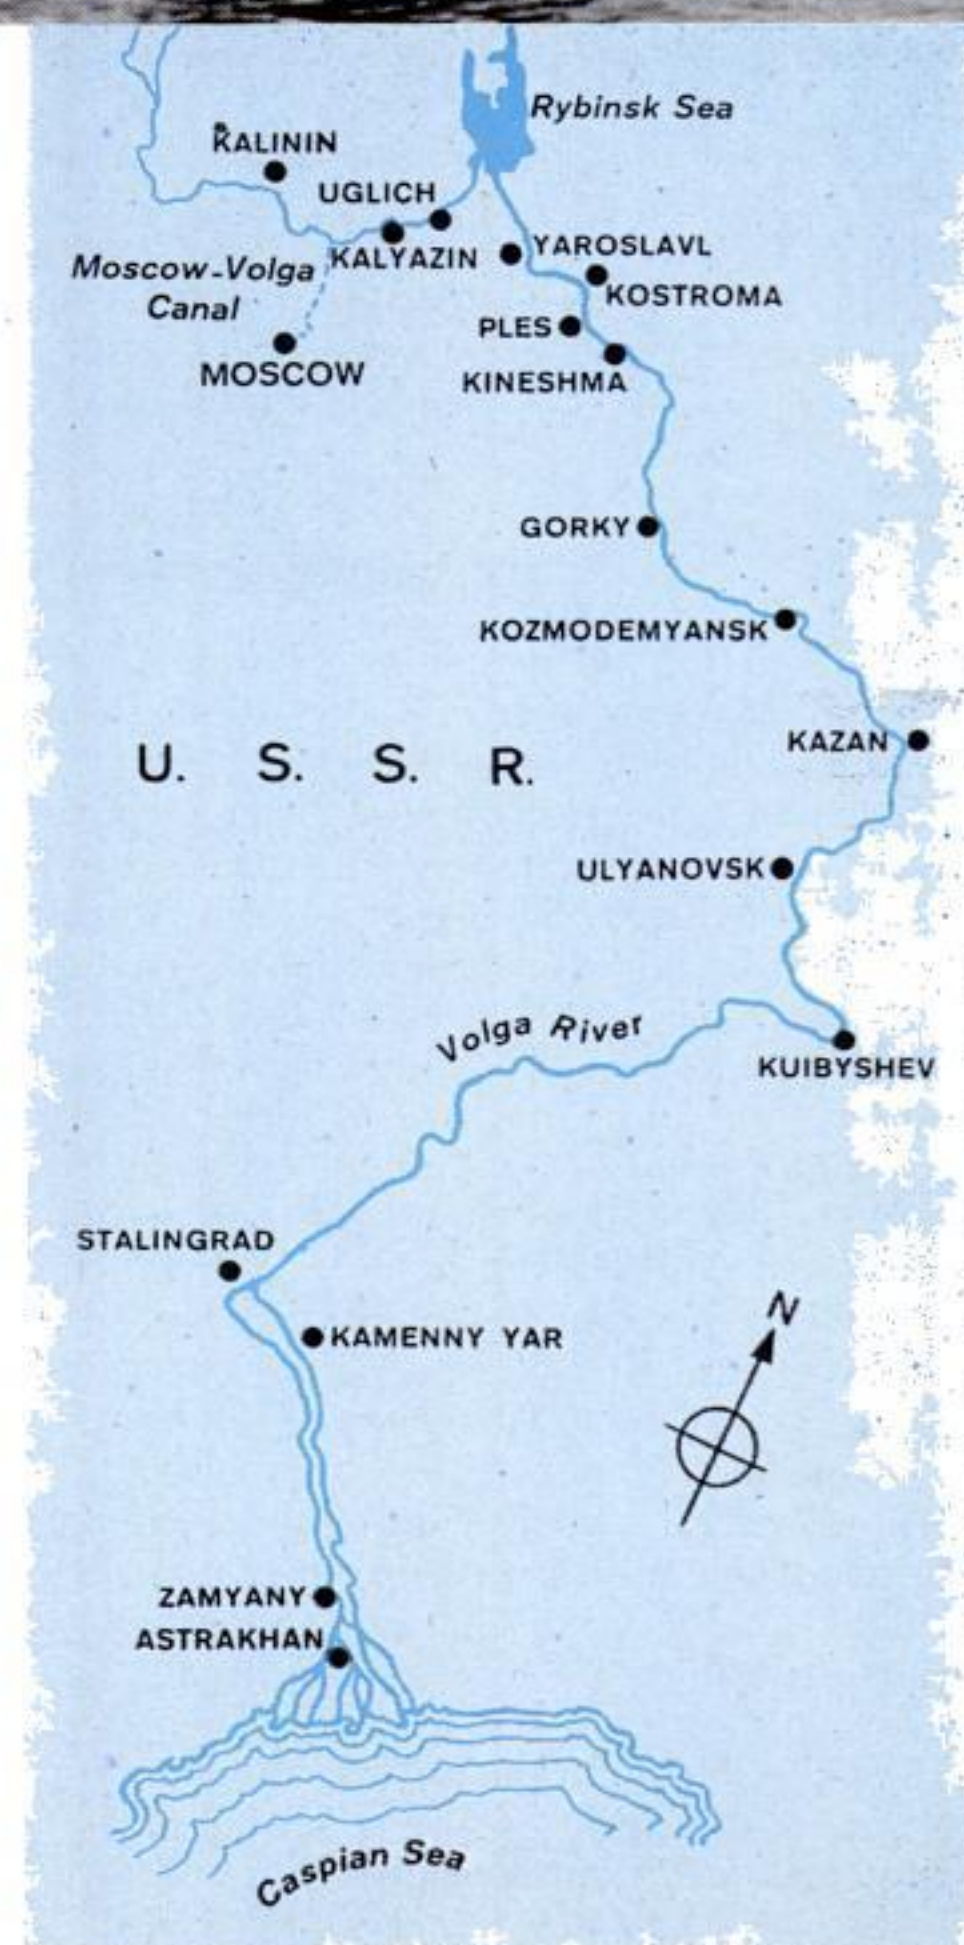 Rybinsk Sea
KALININ
UGLICH
KALYAZIN
YAROSLAVL
Moscow-Volga
Canal
KOSTROMA
PLES
MOSCOW
KINESHMA
GORKY
KOZMODEMYANSK
KAZAN
U. S. S. R.
ULYANOVSK
Volga River
KUIBYSHEV
STALINGRAD
N
KAMENNY YAR
ZAMYANY
ASTRAKHAN
Caspian Sea